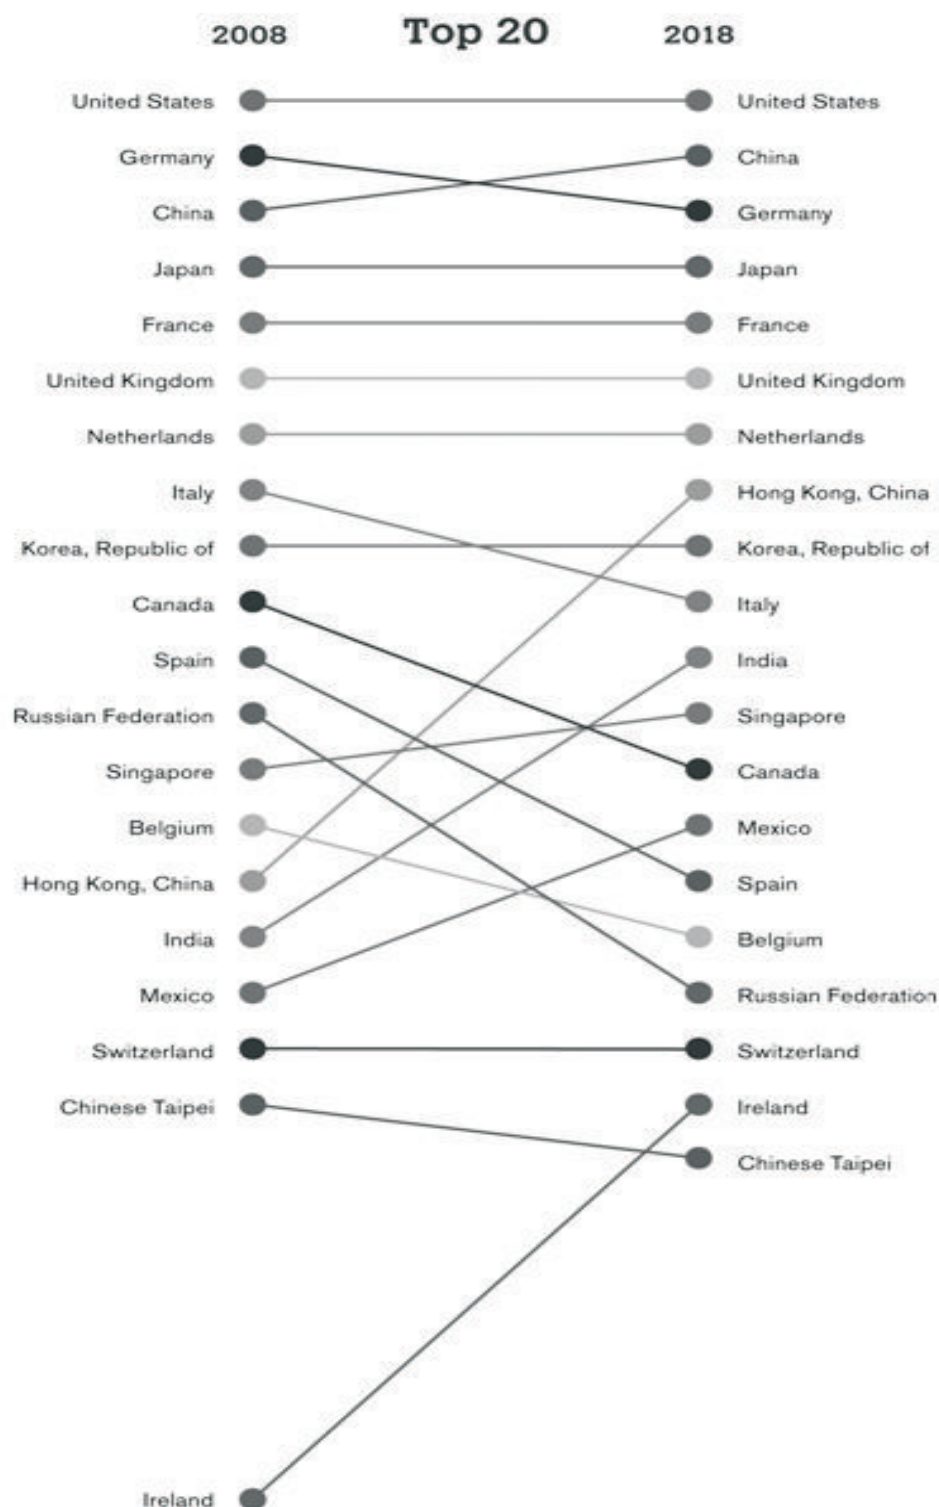 2008 Top 20 2018
United States United States
Germany China
China Germany
Japan Japan
France France
United Kingdom United Kingdom
Netherlands Netherlands
Italy Hong Kong, China
Korea, Republic of Korea, Republic of
Canada Italy
Spain India
Russian Federation Singapore
Singapore Canada
Belgium Mexico
Hong Kong, China Spain
India Belgium
Mexico Russian Federation
Switzerland Switzerland
Chinese Taipei Ireland
Chinese Taipei
Ireland